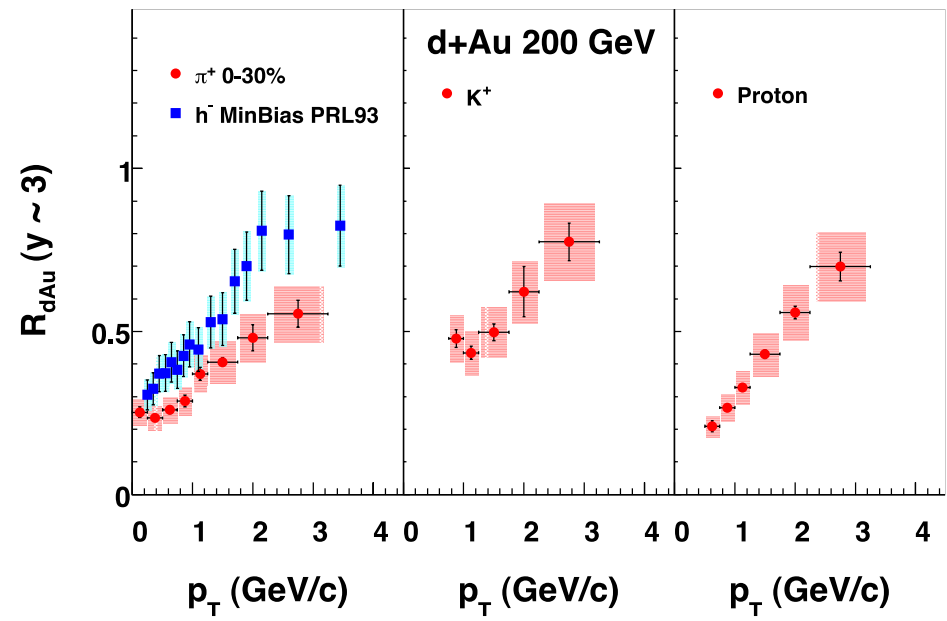 d+Au 200 GeV
π⁺ 0-30%
h⁻ MinBias PRL93
K⁺
Proton
R_dAu (y ~ 3)
1
0.5
0
0 1 2 3 4
0 1 2 3 4
0 1 2 3 4
p_T (GeV/c)
p_T (GeV/c)
p_T (GeV/c)